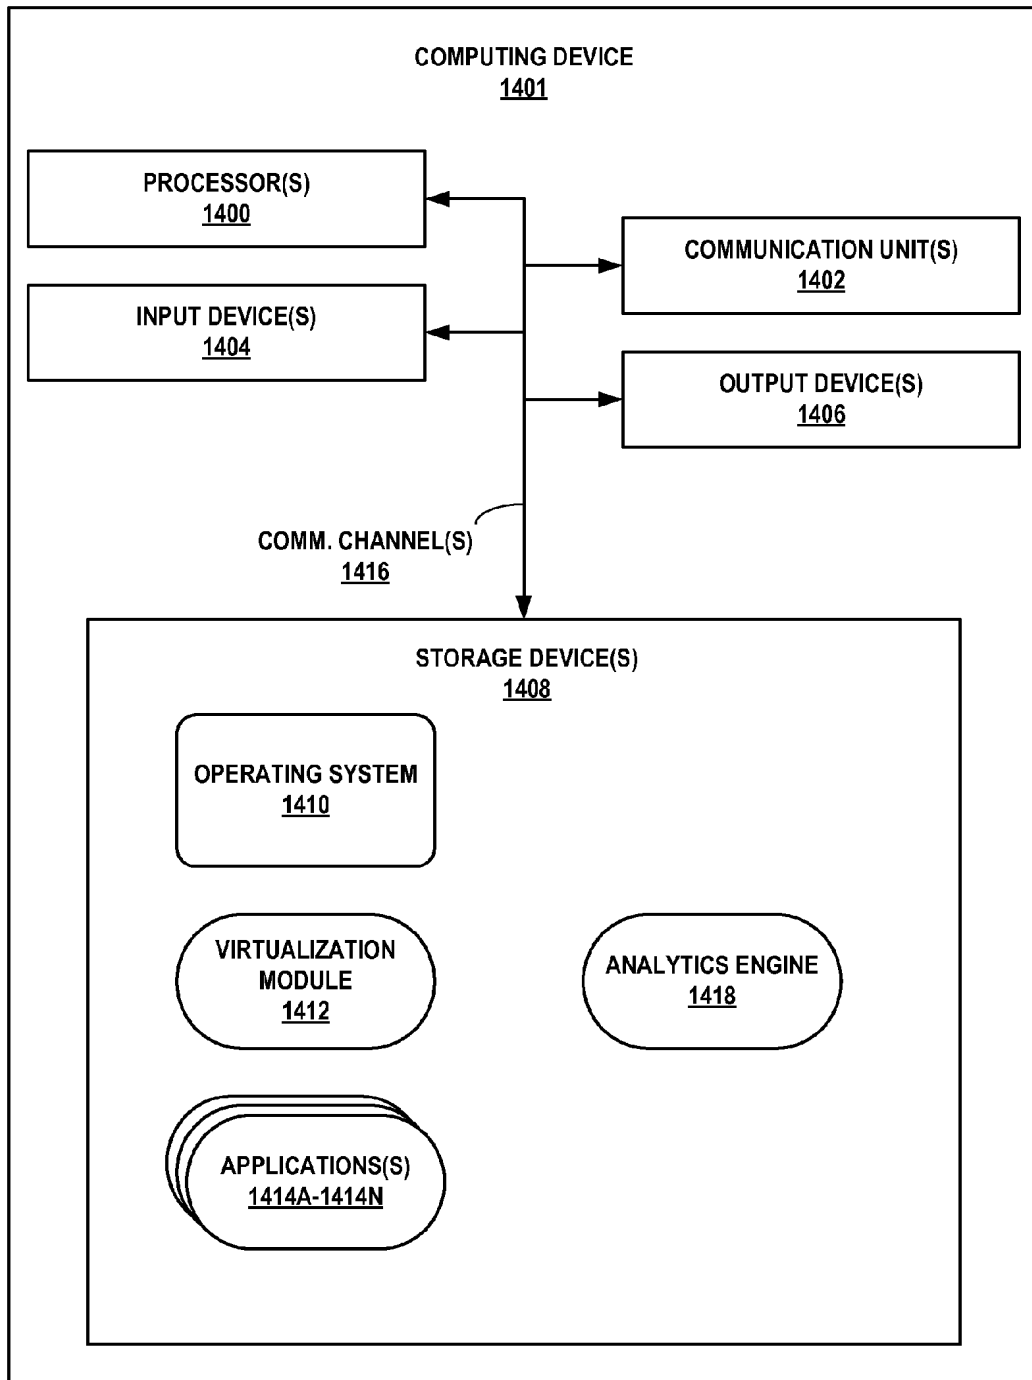 COMPUTING DEVICE
1401
PROCESSOR(S)
1400
COMMUNICATION UNIT(S)
1402
INPUT DEVICE(S)
1404
OUTPUT DEVICE(S)
1406
COMM. CHANNEL(S)
1416
STORAGE DEVICE(S)
1408
OPERATING SYSTEM
1410
VIRTUALIZATION
MODULE
1412
ANALYTICS ENGINE
1418
APPLICATIONS(S)
1414A-1414N